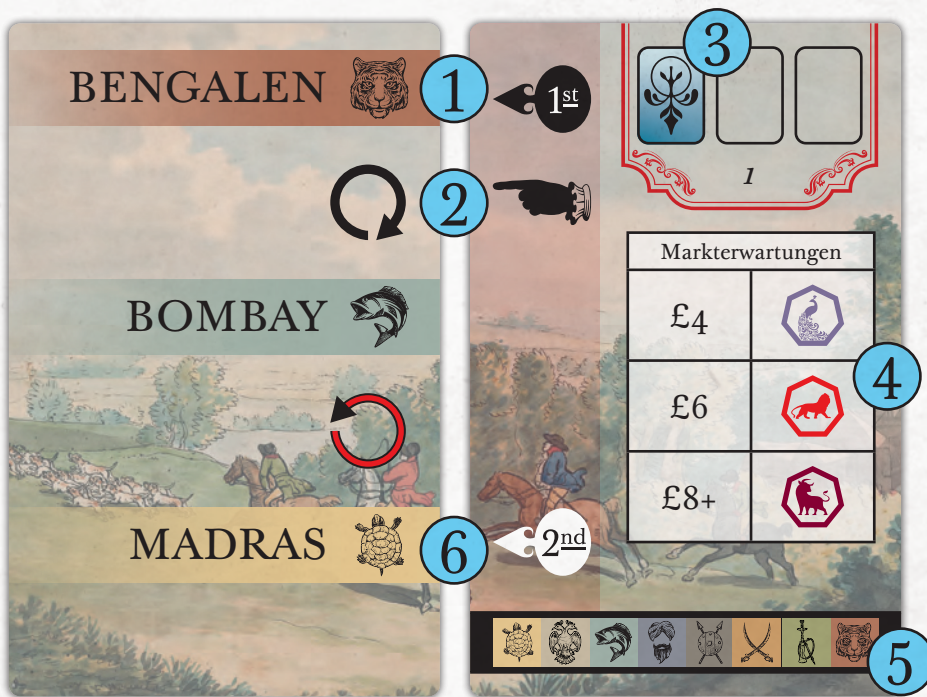 BENGALEN
1
1st
3
1
2
Markterwartungen
£4
BOMBAY
£6
4
£8+
MADRAS
6
2nd
5